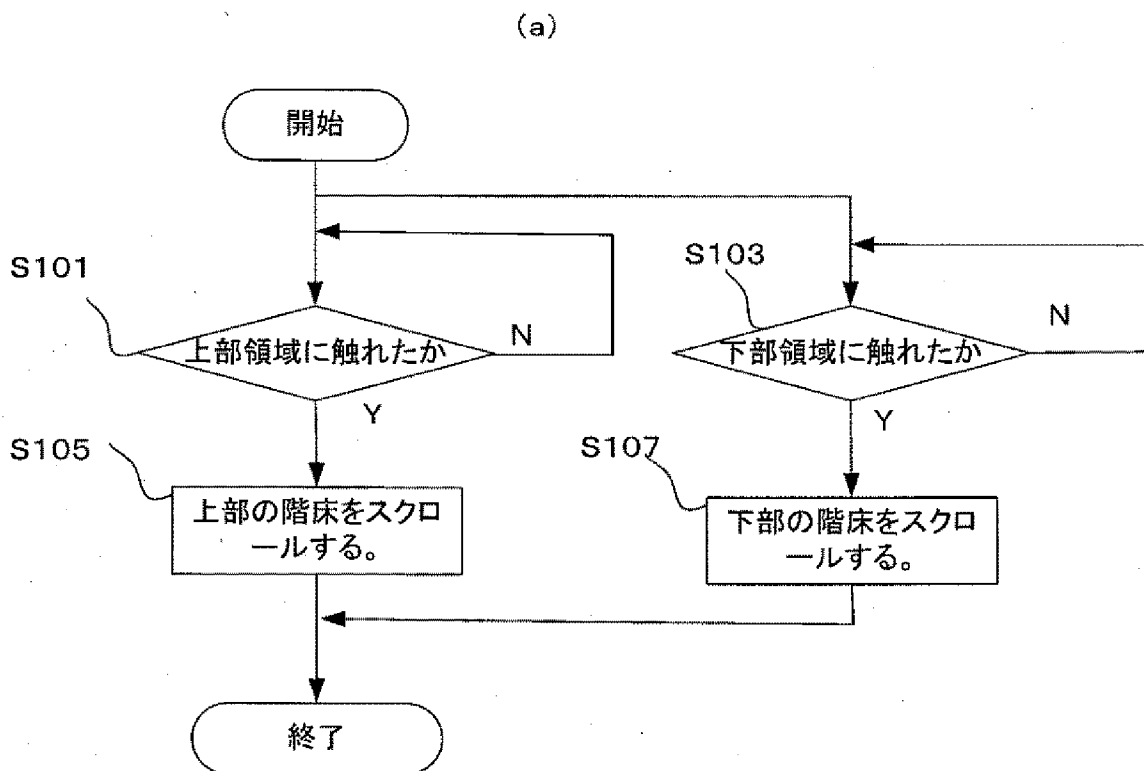 (a)
開始
S101
上部領域に触れたか
N
Y
S103
下部領域に触れたか
N
Y
S105
上部の階床をスクロ
ールする。
S107
下部の階床をスクロ
ールする。
終了